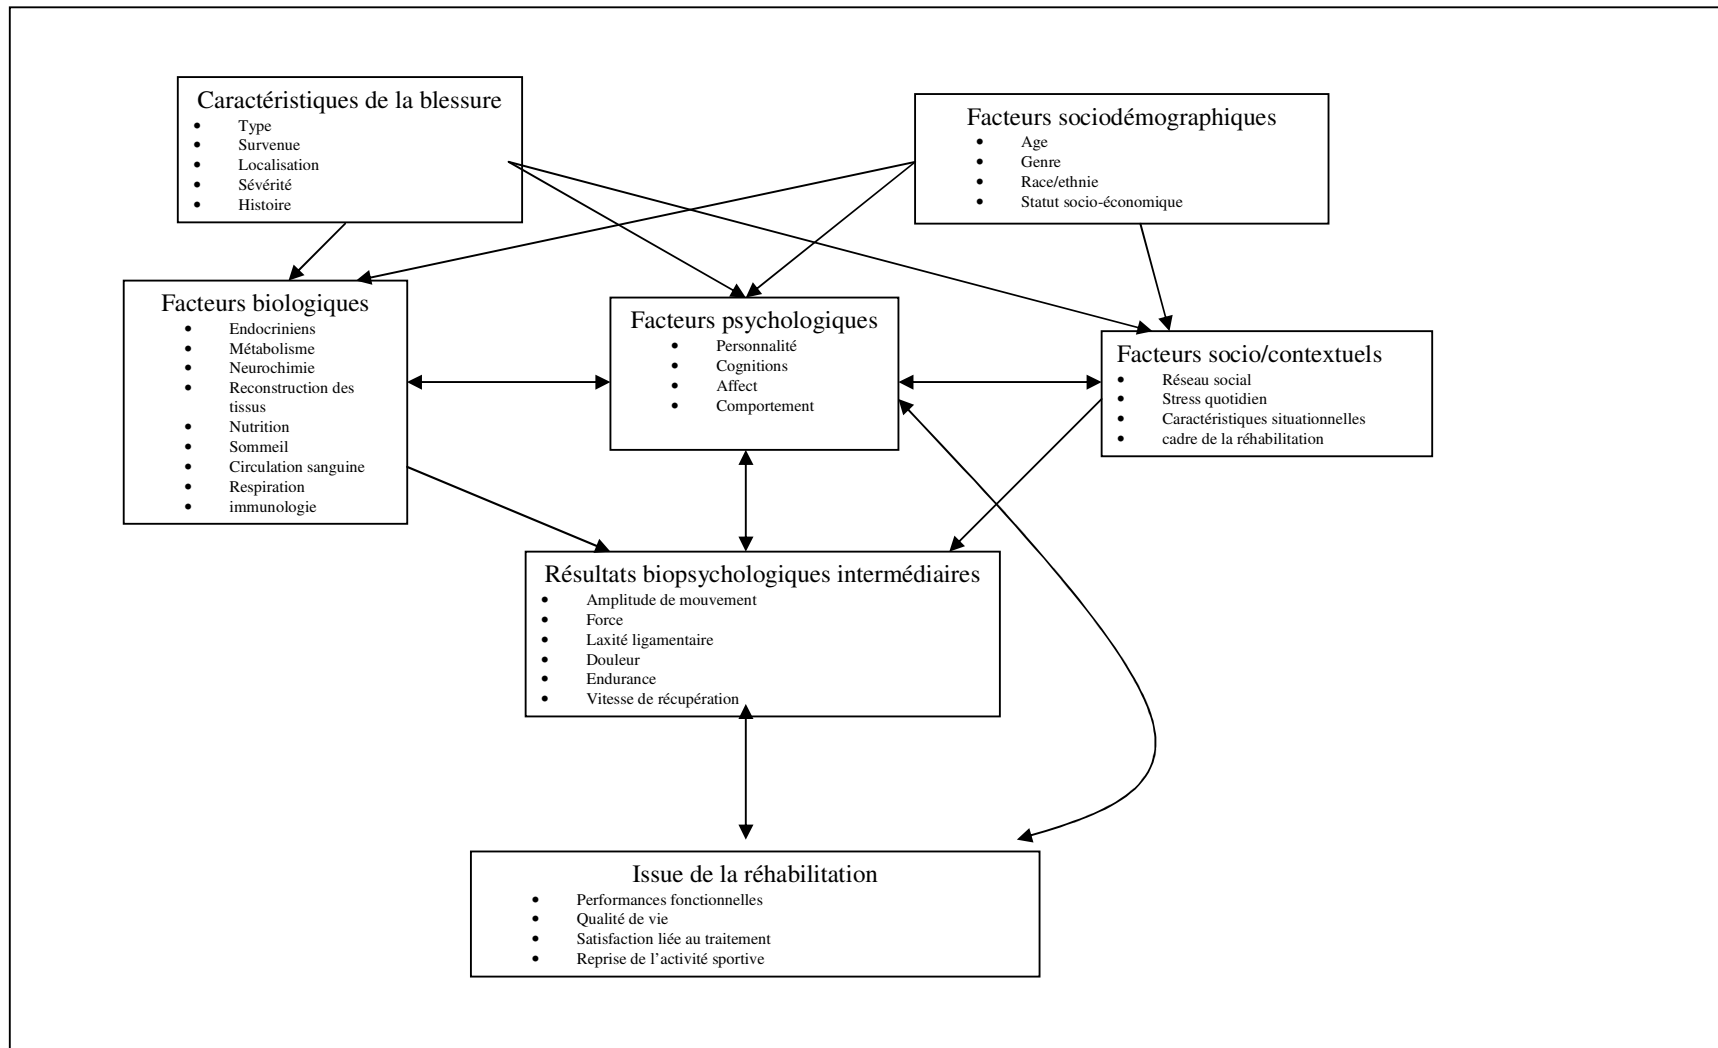 Caractéristiques de la blessure
• Type
• Survenue
• Localisation
• Sévérité
• Histoire
Facteurs sociodémographiques
• Age
• Genre
• Race/ethnie
• Statut socio-économique
Facteurs biologiques
• Endocriniens
• Métabolisme
• Neurochimie
• Reconstruction des
tissus
• Nutrition
• Sommeil
• Circulation sanguine
• Respiration
• immunologie
Facteurs psychologiques
• Personnalité
• Cognitions
• Affect
• Comportement
Facteurs socio/contextuels
• Réseau social
• Stress quotidien
• Caractéristiques situationnelles
• cadre de la réhabilitation
Résultats biopsychologiques intermédiaires
• Amplitude de mouvement
• Force
• Laxité ligamentaire
• Douleur
• Endurance
• Vitesse de récupération
Issue de la réhabilitation
• Performances fonctionnelles
• Qualité de vie
• Satisfaction liée au traitement
• Reprise de l’activité sportive